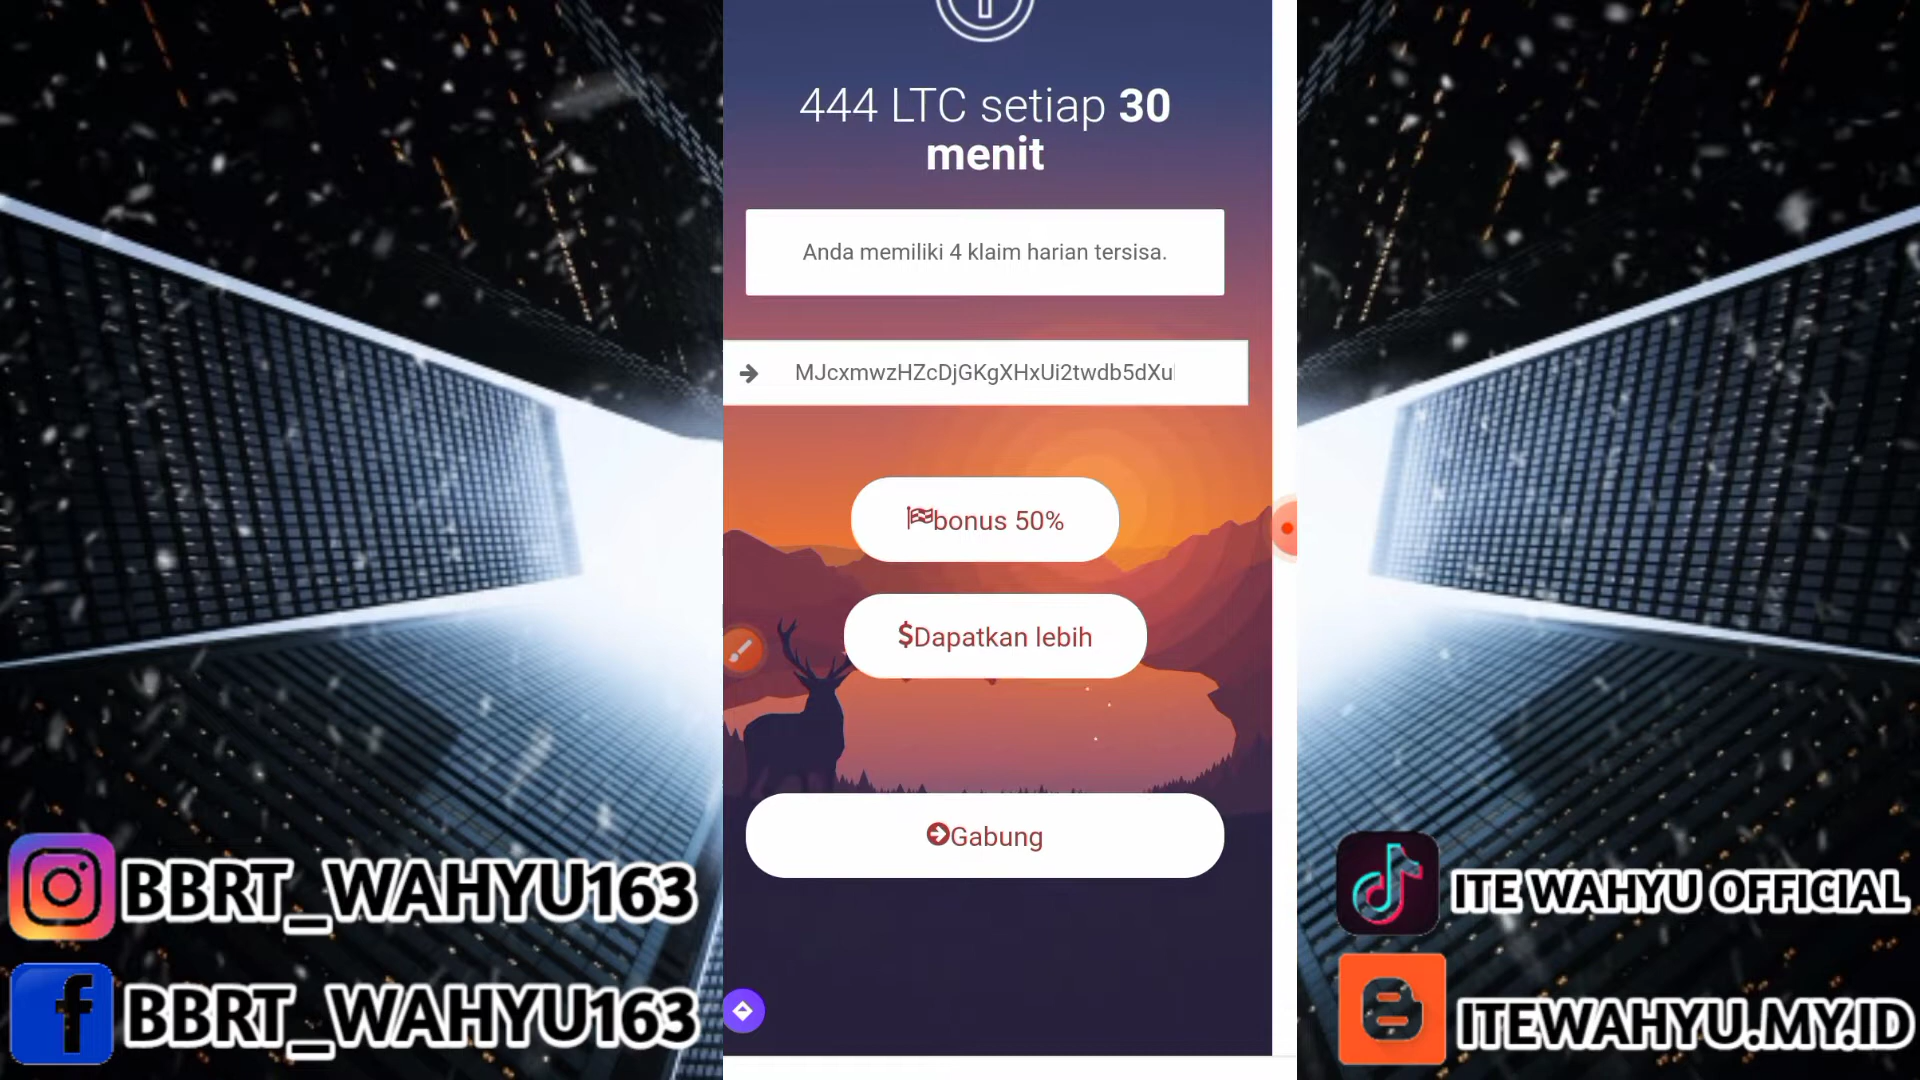 444 LTC setiap 30
menit
Anda memiliki 4 klaim harian tersisa.
MJcxmwzHZcDjGKgXHxUi2twdb5dXu
bonus 50%
$Dapatkan lebih
Gabung
BBRT_WAHYU163
BBRT_WAHYU163
ITE WAHYU OFFICIAL
ITEWAHYU.MY.ID